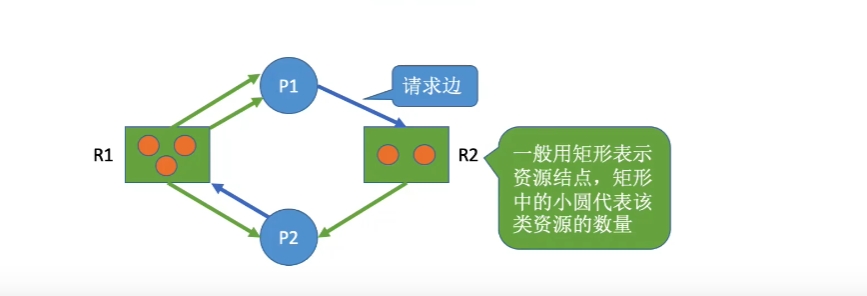 P1
请求边
R1
R2
一般用矩形表示
资源结点，矩形
中的小圆代表该
类资源的数量
P2